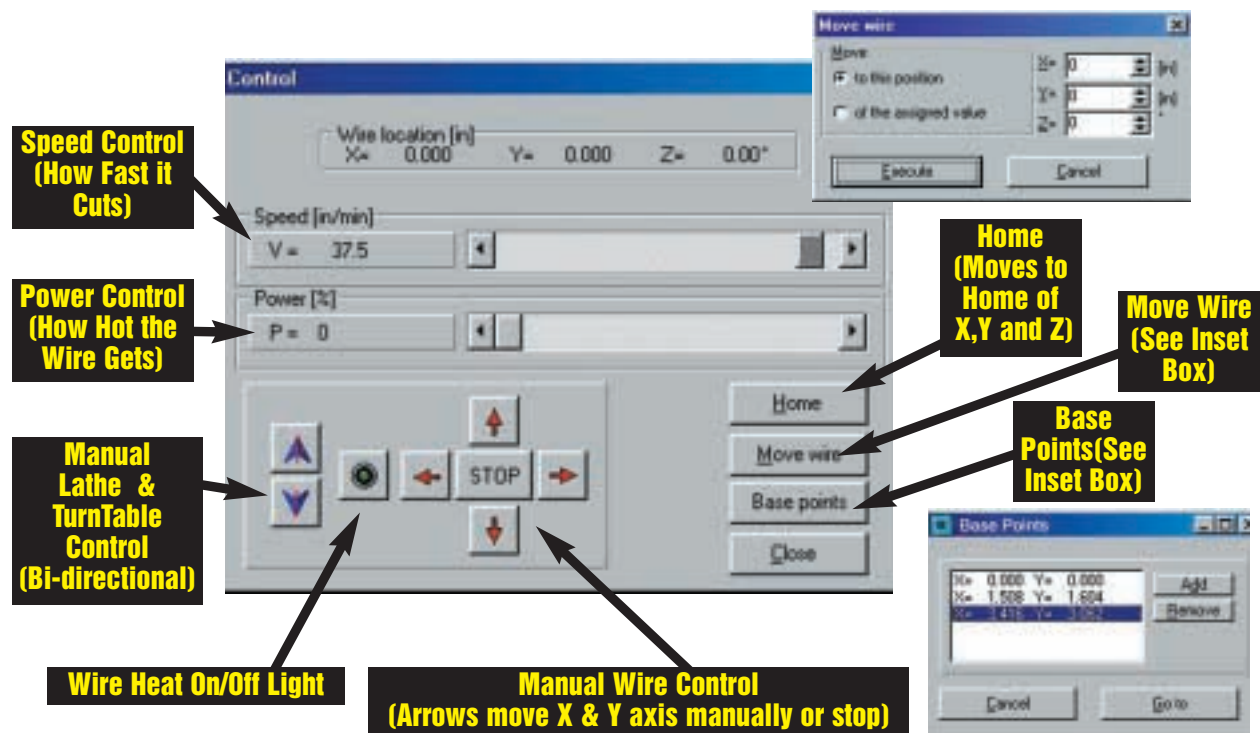 Move wire
Move
to this position
of the assigned value
X= 0 [in]
Y= 0 [in]
Z= 0 °
Execute
Cancel
Control
Wire location [in]
X= 0.000 Y= 0.000 Z= 0.00°
Speed [in/min]
V = 37.5
Power [%]
P = 0
STOP
Home
Move wire
Base points
Close
Speed Control
(How Fast it
Cuts)
Power Control
(How Hot the
Wire Gets)
Manual
Lathe &
TurnTable
Control
(Bi-directional)
Wire Heat On/Off Light
Manual Wire Control
(Arrows move X & Y axis manually or stop)
Home
(Moves to
Home of
X,Y and Z)
Move Wire
(See Inset
Box)
Base
Points(See
Inset Box)
Base Points
X= 0.000 Y= 0.000
X= 1.508 Y= 1.604
X= Y=
Add
Remove
Cancel
Go to